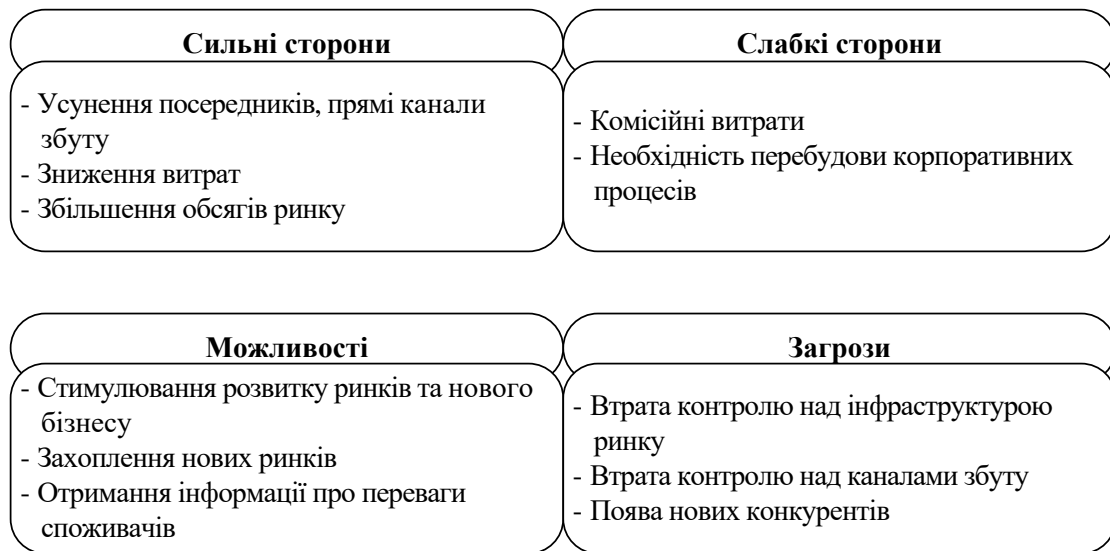 Сильні сторони
- Усунення посередників, прямі канали
збуту
- Зниження витрат
- Збільшення обсягів ринку
Слабкі сторони
- Комісійні витрати
- Необхідність перебудови корпоративних
процесів
Можливості
- Стимулювання розвитку ринків та нового
бізнесу
- Захоплення нових ринків
- Отримання інформації про переваги
споживачів
Загрози
- Втрата контролю над інфраструктурою
ринку
- Втрата контролю над каналами збуту
- Поява нових конкурентів